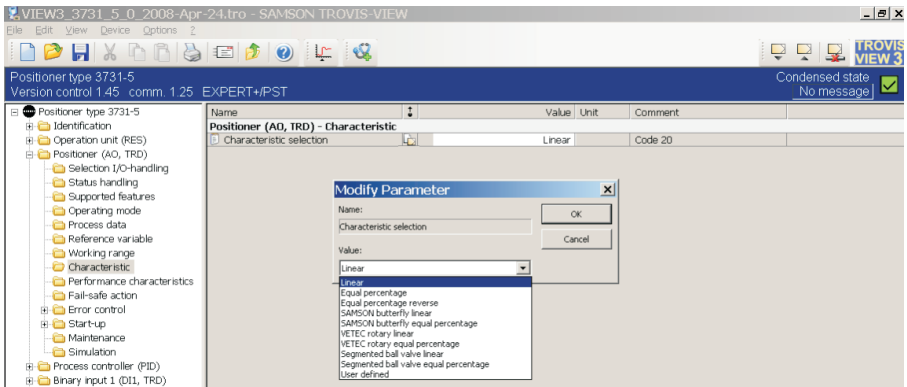 VIEW3_3731_5_0_2008-Apr-24.tro - SAMSON TROVIS-VIEW
File Edit View Device Options ?
TROVIS
VIEW 3
Positioner type 3731-5
Condensed state
Version control 1.45 comm. 1.25 EXPERT+/PST
No message
Positioner type 3731-5
Identification
Operation unit (RES)
Positioner (AO, TRD)
Selection I/O-handling
Status handling
Supported features
Operating mode
Process data
Reference variable
Working range
Characteristic
Performance characteristics
Fail-safe action
Error control
Start-up
Maintenance
Simulation
Process controller (PID)
Binary input 1 (DI1, TRD)
Name Value Unit Comment
Positioner (AO, TRD) - Characteristic
Characteristic selection Linear Code 20
Modify Parameter
Name:
OK
Characteristic selection
Cancel
Value:
Linear
Linear
Equal percentage
Equal percentage reverse
SAMSON butterfly linear
SAMSON butterfly equal percentage
VETEC rotary linear
VETEC rotary equal percentage
Segmented ball valve linear
Segmented ball valve equal percentage
User defined